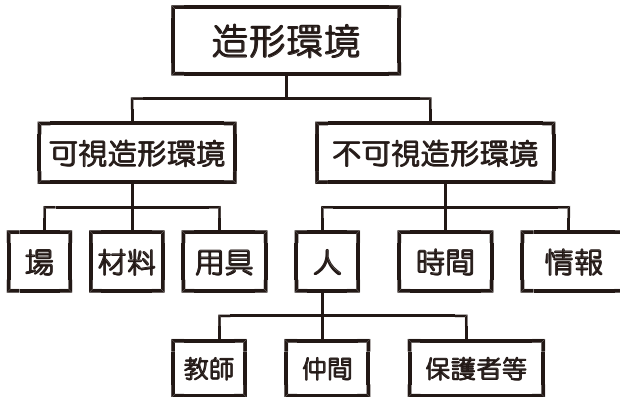 造形環境
可視造形環境
不可視造形環境
場
材料
用具
人
時間
情報
教師
仲間
保護者等